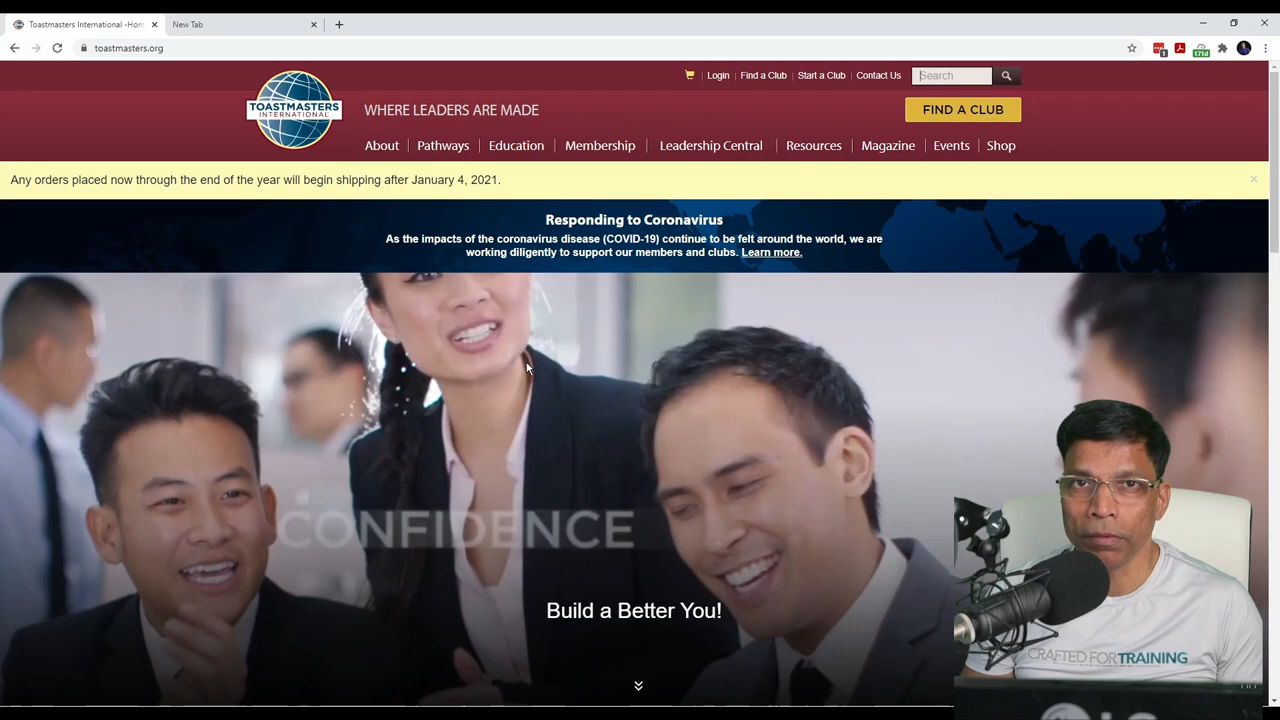 Toastmasters International -Hom
New Tab
toastmasters.org
1
171d
Login
Find a Club
Start a Club
Contact Us
Search
TOASTMASTERS
INTERNATIONAL
WHERE LEADERS ARE MADE
FIND A CLUB
About
Pathways
Education
Membership
Leadership Central
Resources
Magazine
Events
Shop
Any orders placed now through the end of the year will begin shipping after January 4, 2021.
Responding to Coronavirus
As the impacts of the coronavirus disease (COVID-19) continue to be felt around the world, we are
working diligently to support our members and clubs. Learn more.
CONFIDENCE
Build a Better You!
CRAFTED FOR TRAINING